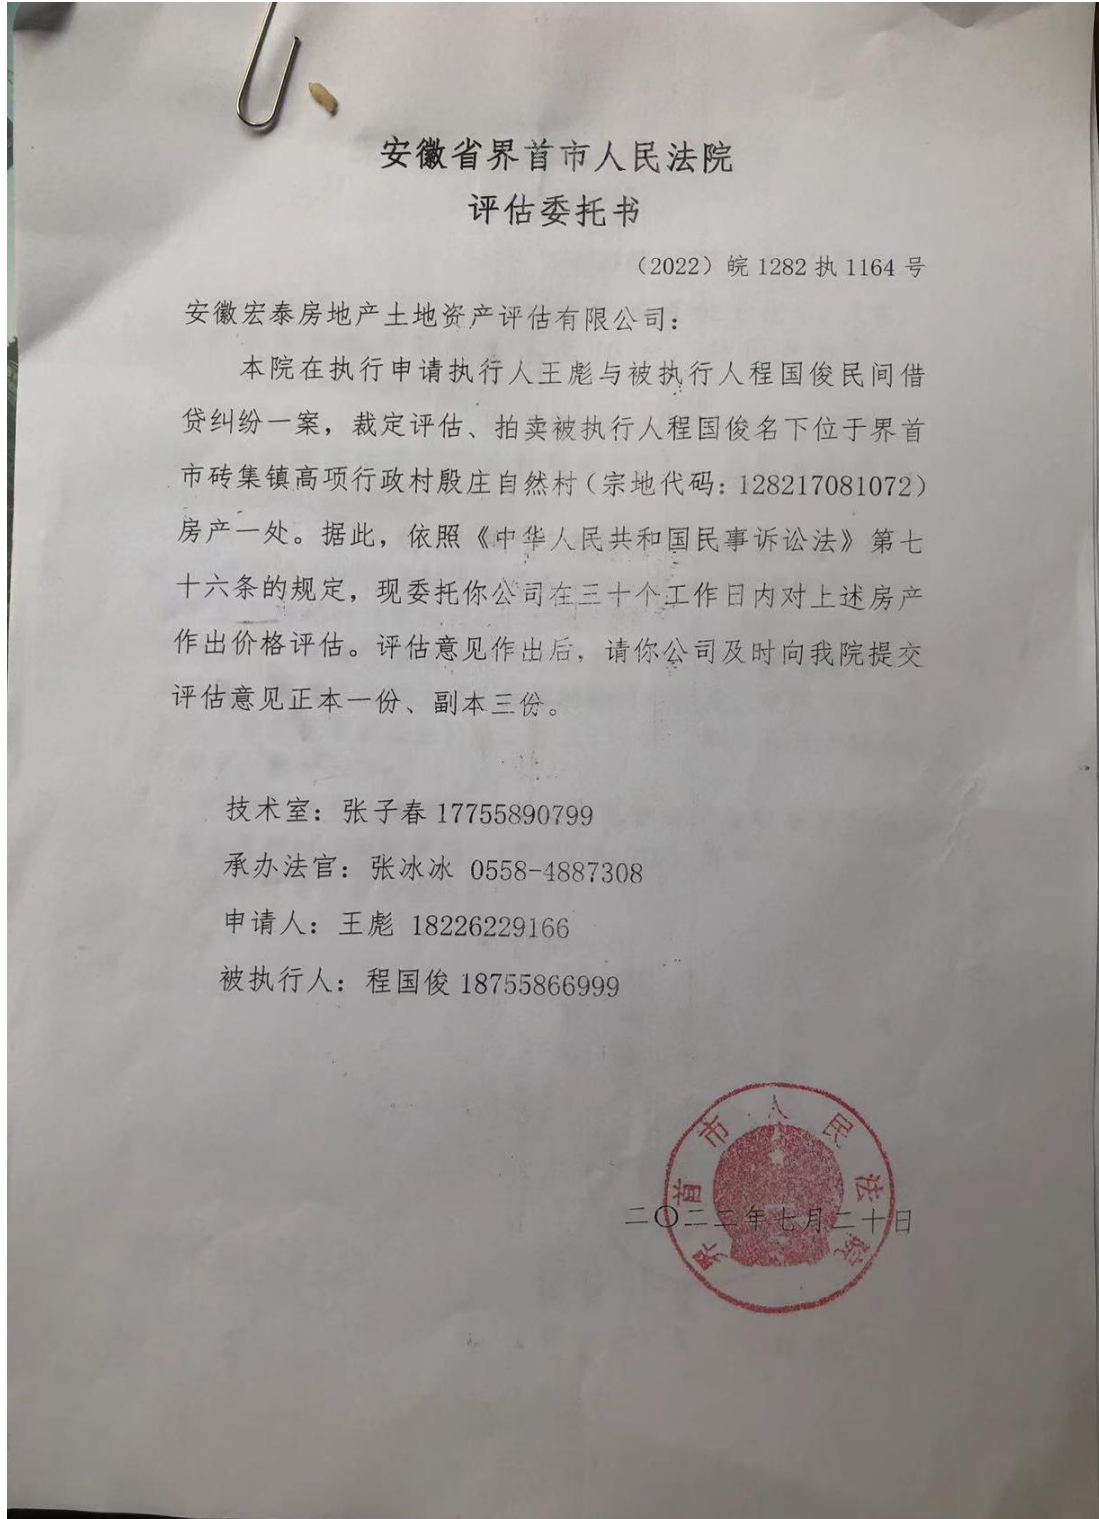 安徽省界首市人民法院
评估委托书
（2022）皖1282执1164号
安徽宏泰房地产土地资产评估有限公司：
本院在执行申请执行人王彪与被执行人程国俊民间借
贷纠纷一案，裁定评估、拍卖被执行人程国俊名下位于界首
市砖集镇高项行政村殷庄自然村（宗地代码：128217081072）
房产一处。据此，依照《中华人民共和国民事诉讼法》第七
十六条的规定，现委托你公司在三十个工作日内对上述房产
作出价格评估。评估意见作出后，请你公司及时向我院提交
评估意见正本一份、副本三份。
技术室：张子春 17755890799
承办法官：张冰冰 0558-4887308
申请人：王彪 18226229166
被执行人：程国俊 18755866999
界首市人民法院
二〇二二年七月二十日